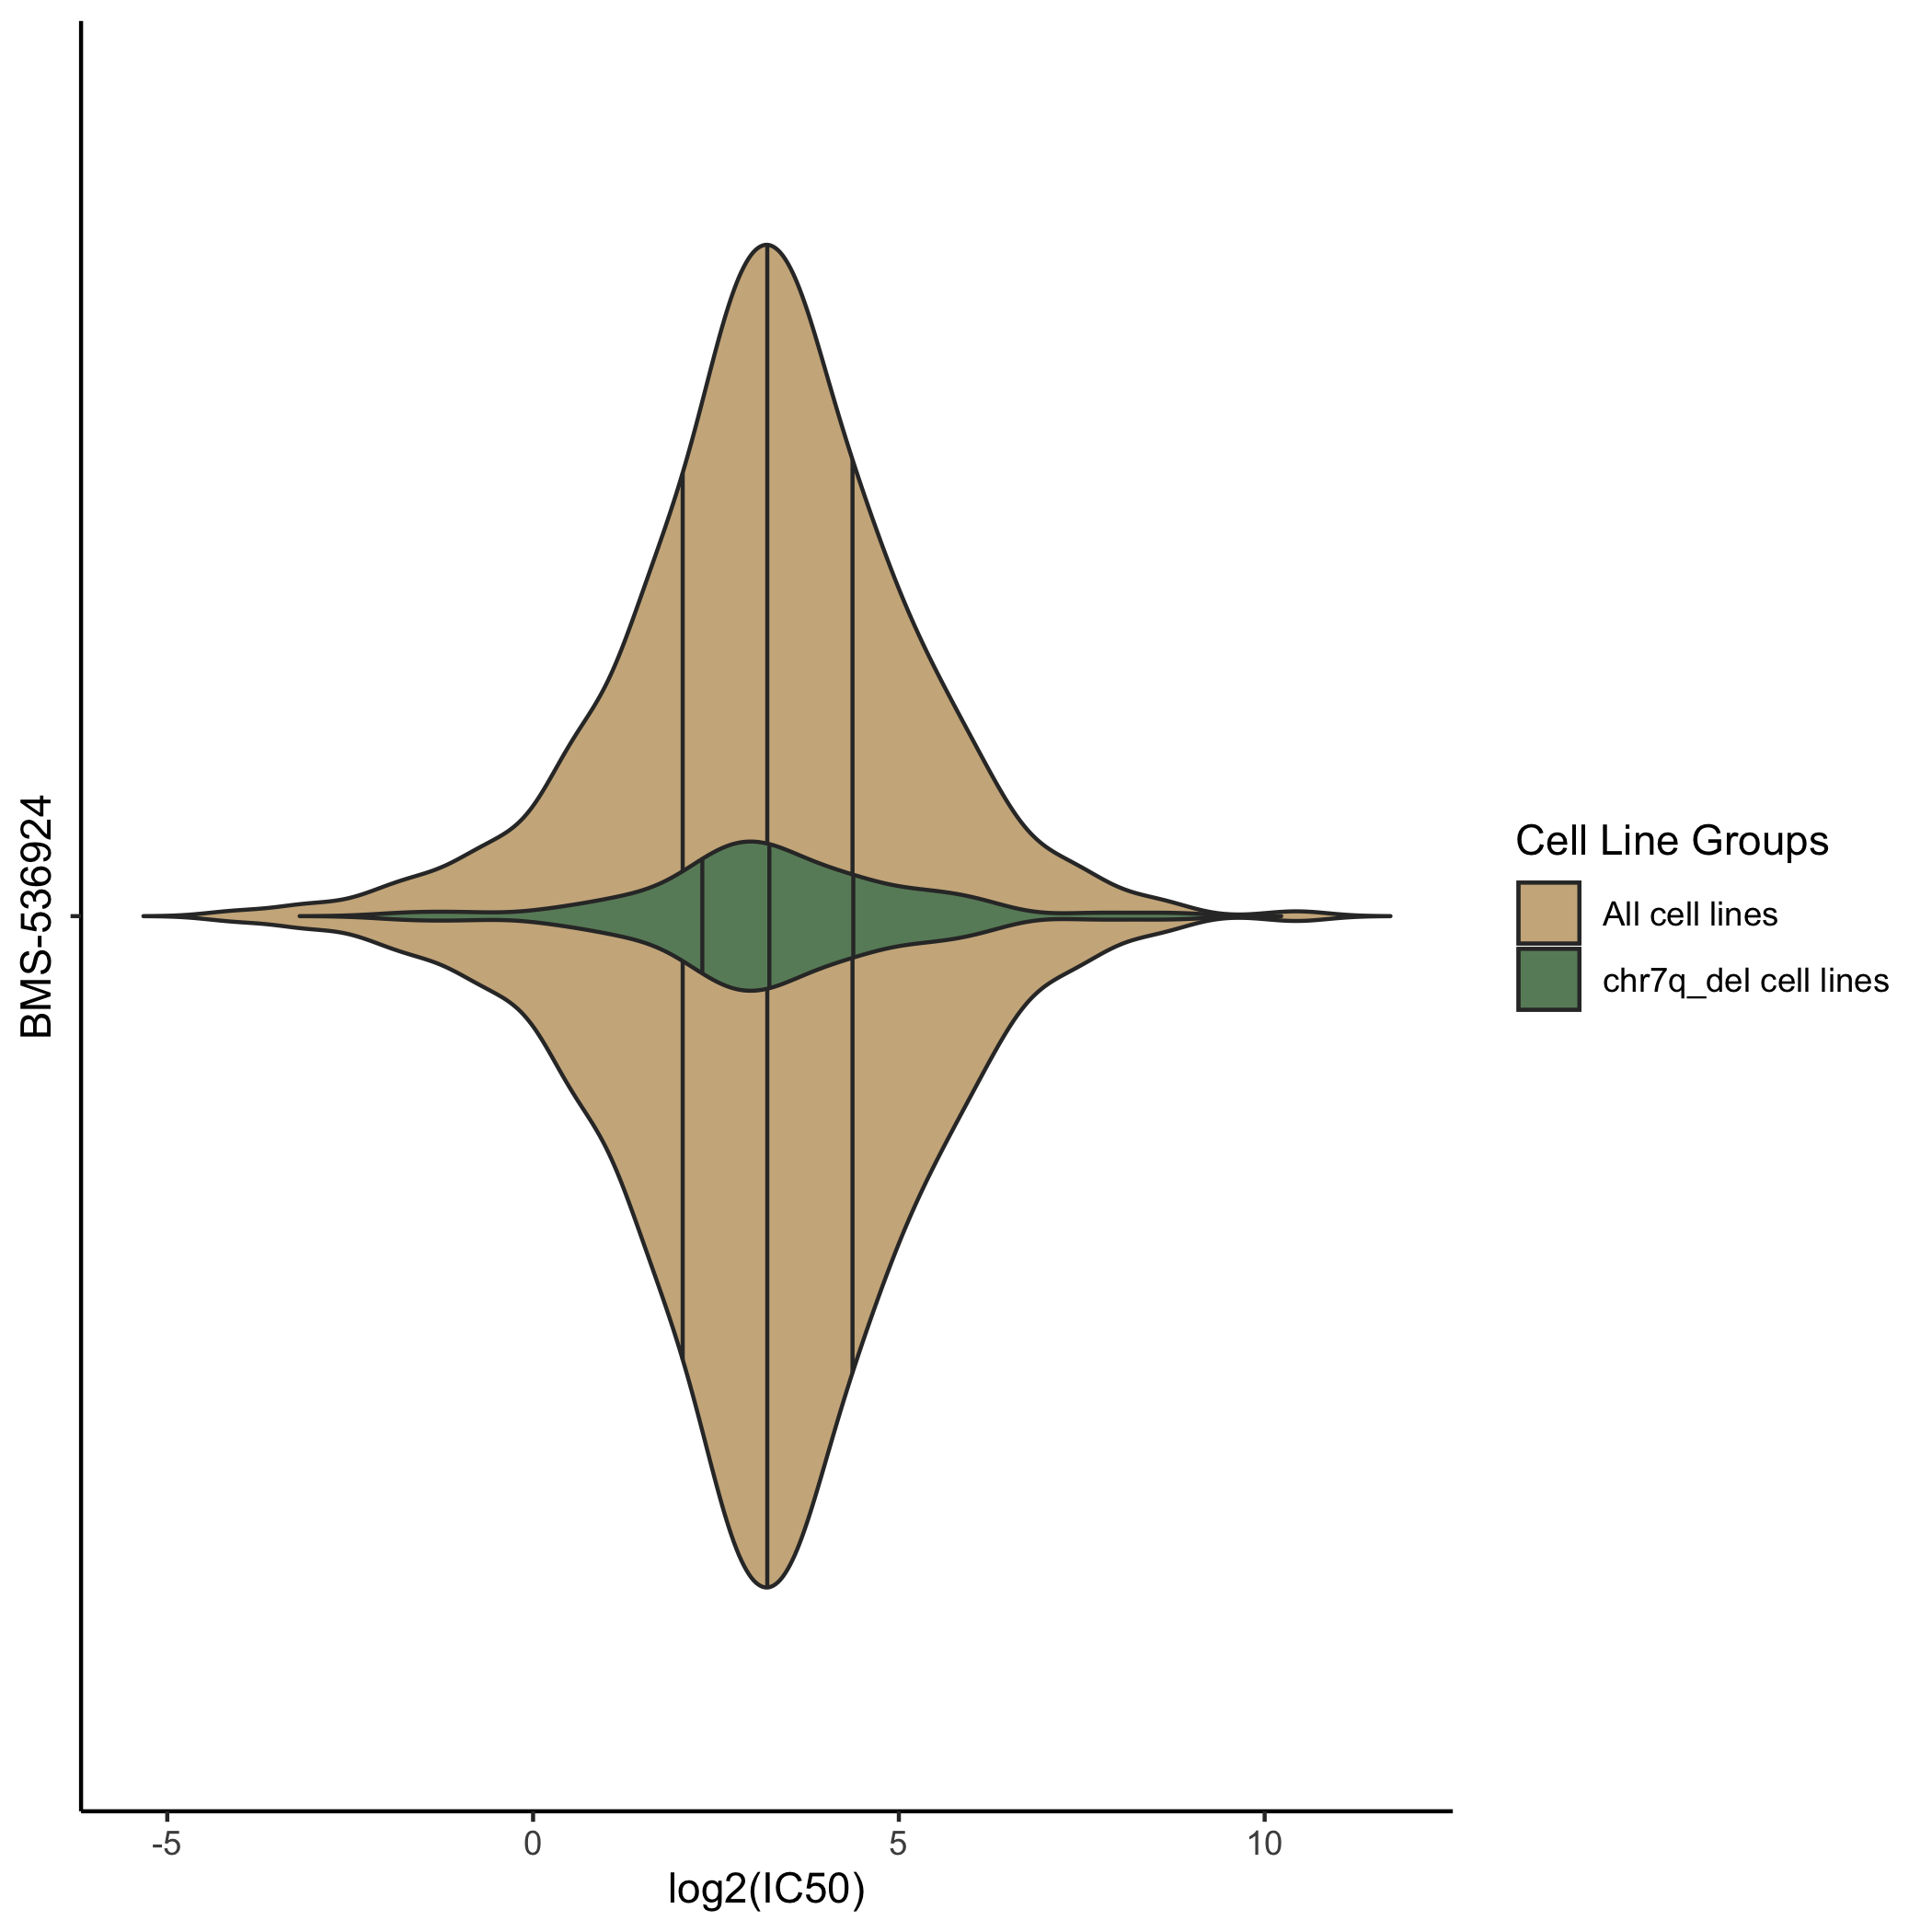 BMS-536924
Cell Line Groups
All cell lines
chr7q_del cell lines
-5
0
5
10
log2(IC50)